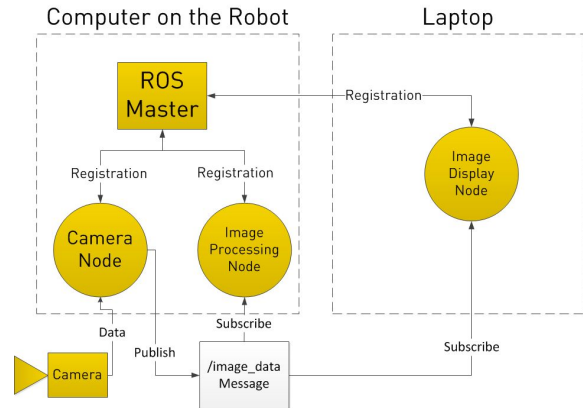 Computer on the Robot
Laptop
ROS
Master
Registration
Registration
Registration
Image
Display
Node
Camera
Node
Image
Processing
Node
Data
Publish
Subscribe
Subscribe
Camera
/image_data
Message